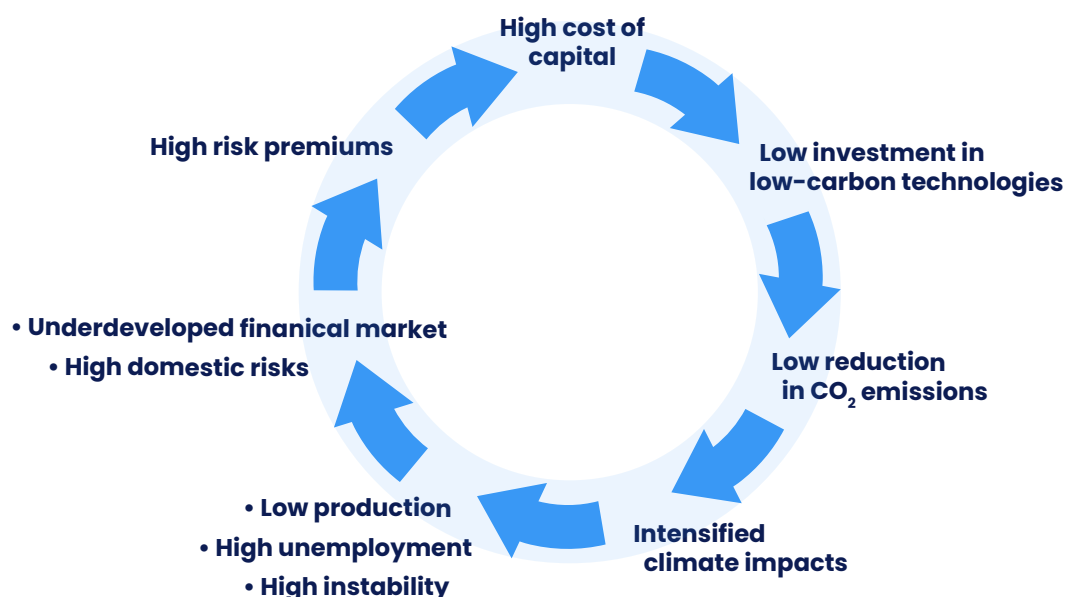 High cost of
capital
Low investment in
low-carbon technologies
Low reduction
in CO₂ emissions
Intensified
climate impacts
• Low production
• High unemployment
• High instability
• Underdeveloped finanical market
• High domestic risks
High risk premiums